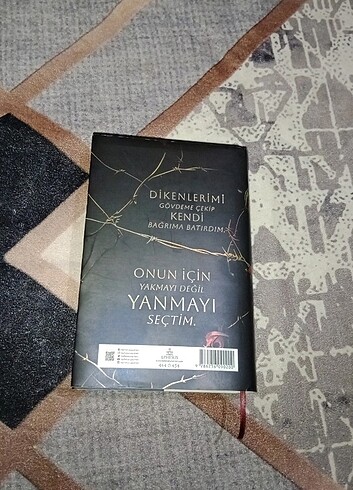 DİKENLERİMİ
GÖVDEME ÇEKİP
KENDİ
BAĞRIMA BATIRDIM.
ONUN İÇİN
YAKMAYI DEĞİL
YANMAYI
SEÇTİM.